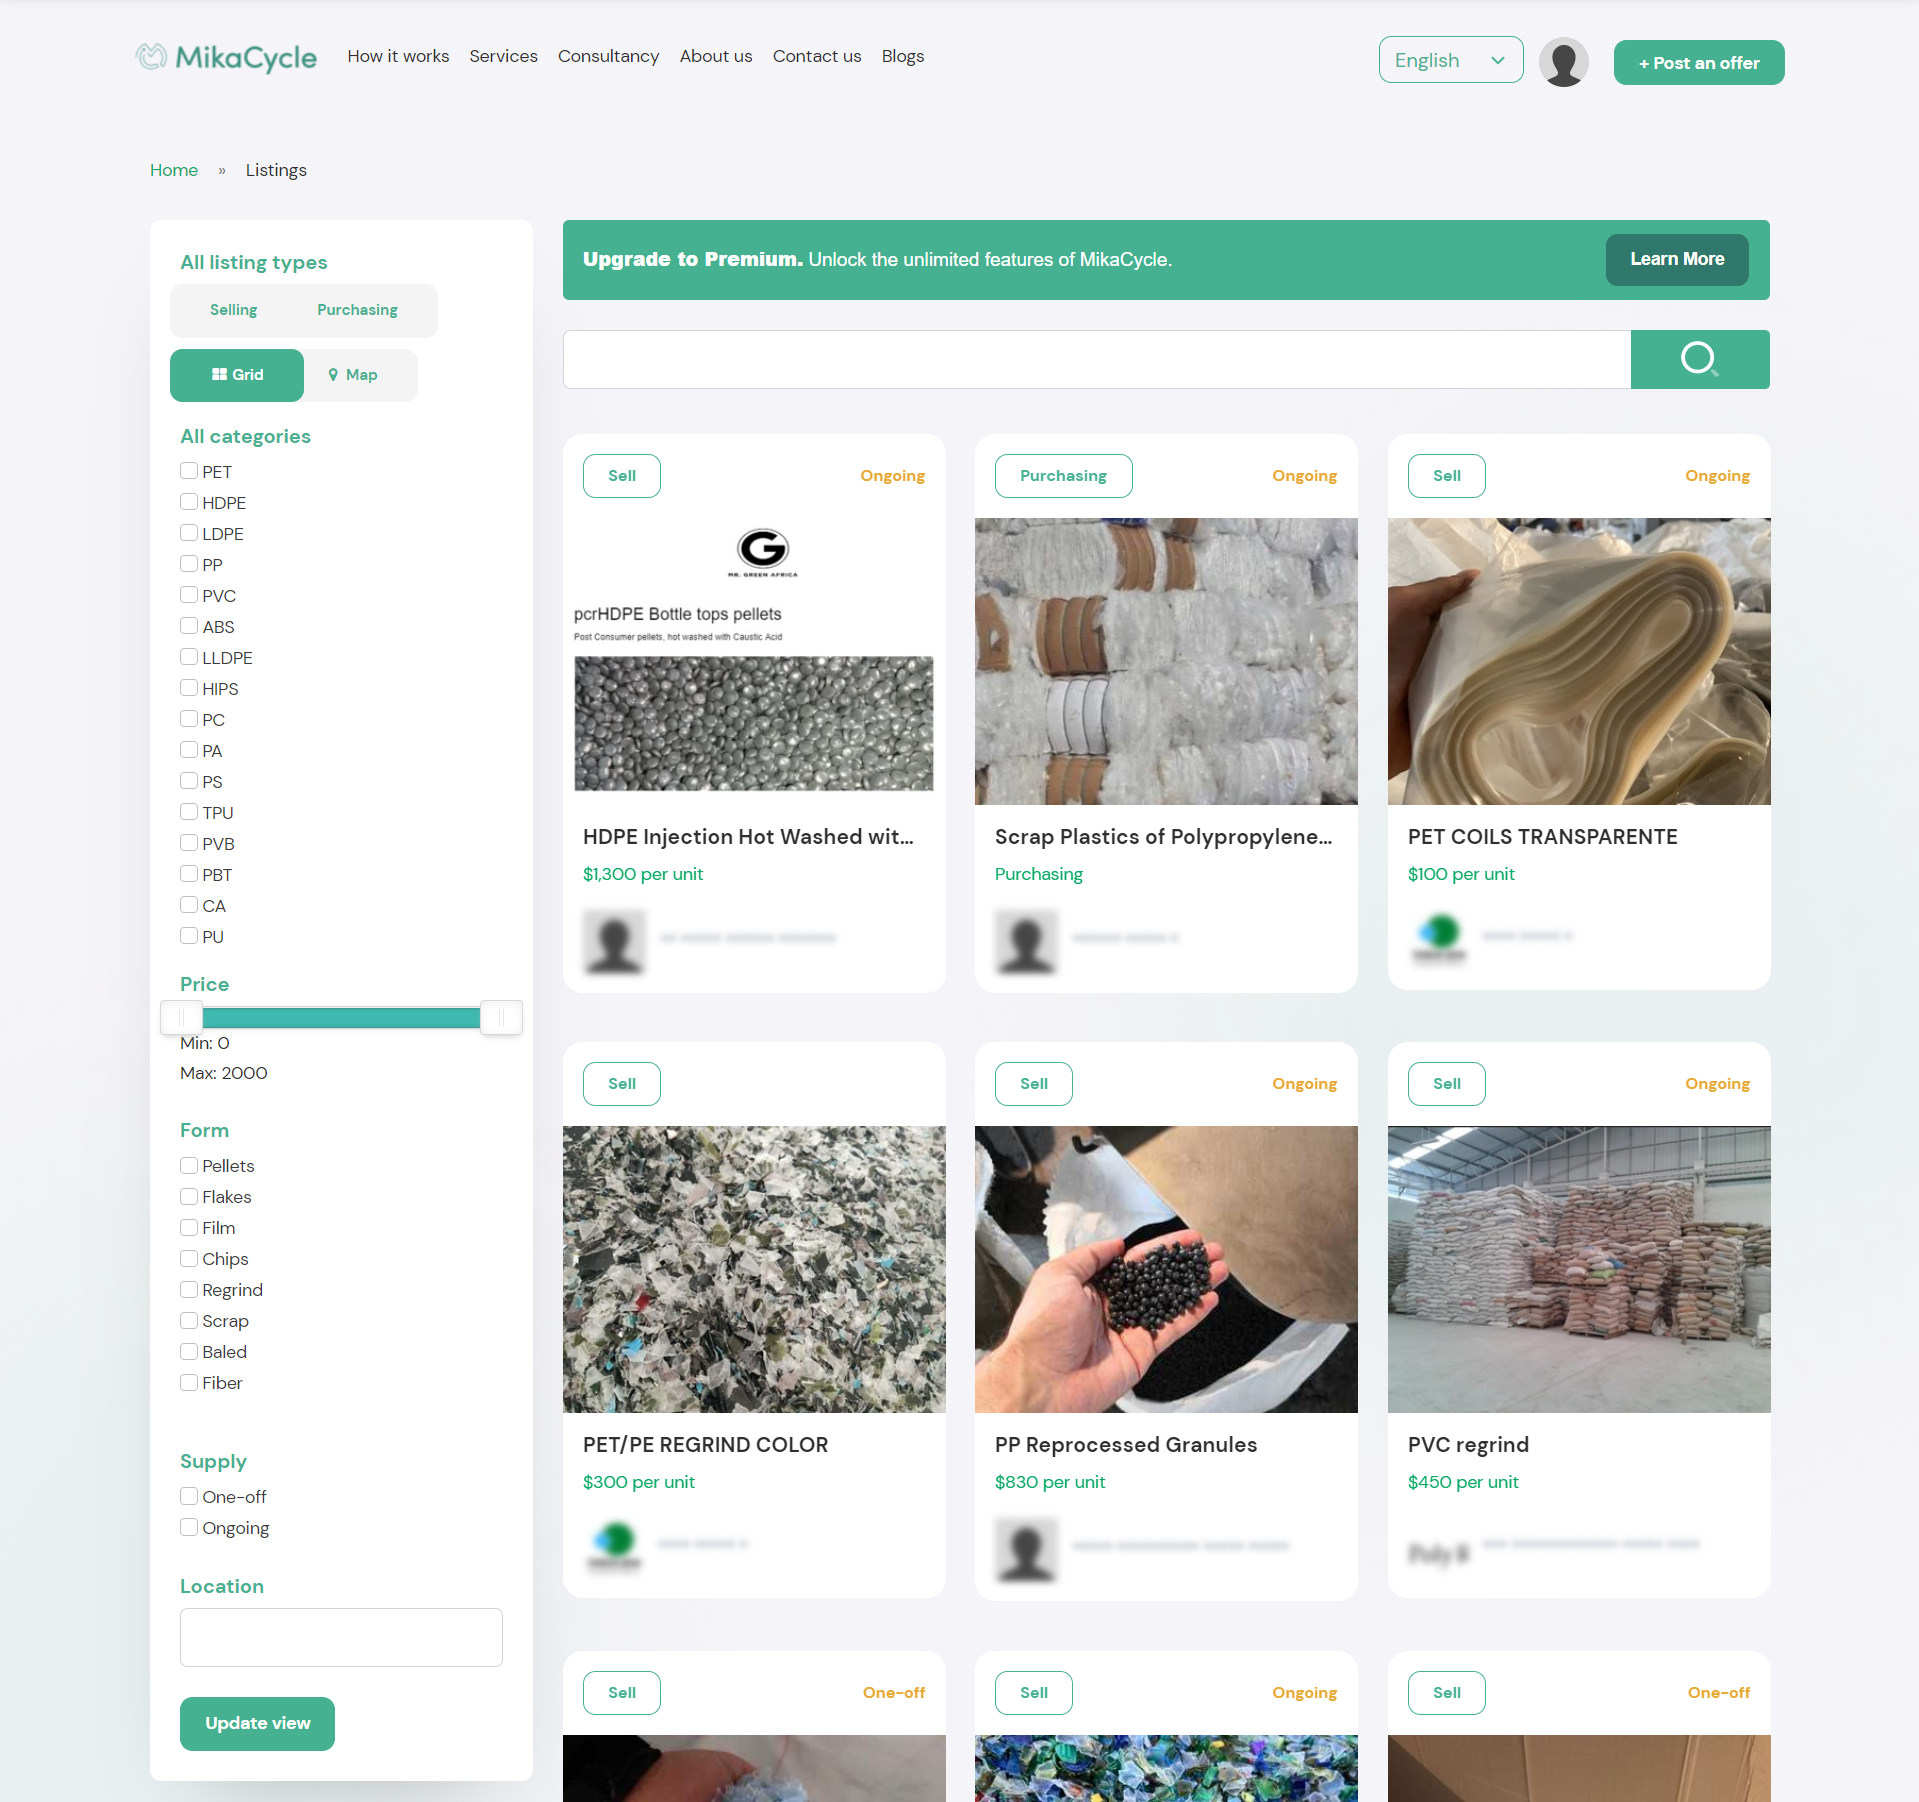 MikaCycle
How it works
Services
Consultancy
About us
Contact us
Blogs
English
+ Post an offer
Home » Listings
All listing types
Selling
Purchasing
Grid
Map
All categories
PET
HDPE
LDPE
PP
PVC
ABS
LLDPE
HIPS
PC
PA
PS
TPU
PVB
PBT
CA
PU
Price
Min: 0
Max: 2000
Form
Pellets
Flakes
Film
Chips
Regrind
Scrap
Baled
Fiber
Supply
One-off
Ongoing
Location
Update view
Upgrade to Premium. Unlock the unlimited features of MikaCycle.
Learn More
Sell
Ongoing
G
MR. GREEN AFRICA
pcrHDPE Bottle tops pellets
Post Consumer pellets, hot washed with Caustic Acid
HDPE Injection Hot Washed wit...
$1,300 per unit
Purchasing
Ongoing
Scrap Plastics of Polypropylene...
Purchasing
Sell
Ongoing
PET COILS TRANSPARENTE
$100 per unit
Sell
PET/PE REGRIND COLOR
$300 per unit
Sell
Ongoing
PP Reprocessed Granules
$830 per unit
Sell
Ongoing
PVC regrind
$450 per unit
Sell
One-off
Sell
Ongoing
Sell
One-off